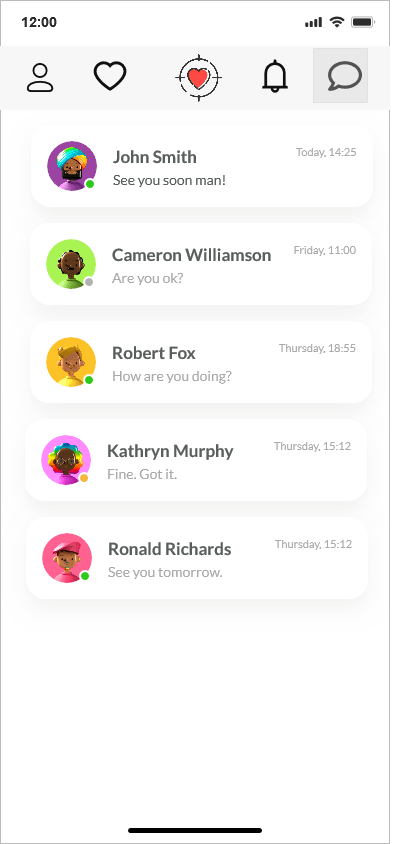 12:00
John Smith
Today, 14:25
See you soon man!
Cameron Williamson
Friday, 11:00
Are you ok?
Robert Fox
Thursday, 18:55
How are you doing?
Kathryn Murphy
Thursday, 15:12
Fine. Got it.
Ronald Richards
Thursday, 15:12
See you tomorrow.